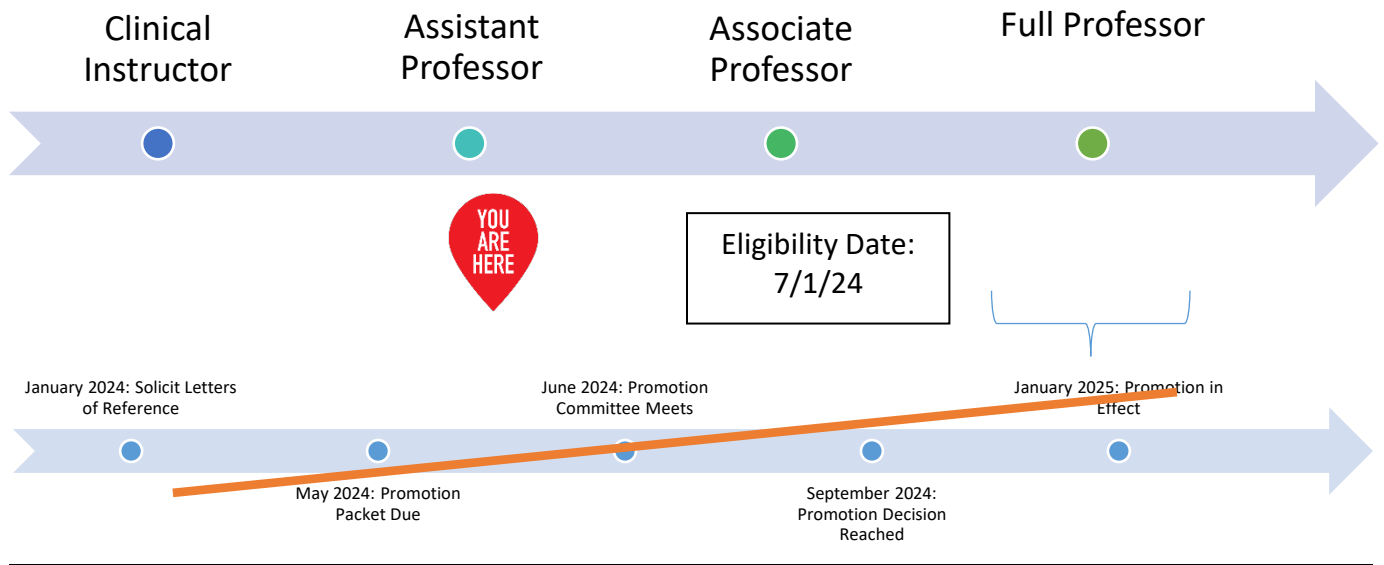 Clinical
Instructor
Assistant
Professor
Associate
Professor
Full Professor
YOU
ARE
HERE
Eligibility Date:
7/1/24
January 2024: Solicit Letters
of Reference
May 2024: Promotion
Packet Due
June 2024: Promotion
Committee Meets
September 2024:
Promotion Decision
Reached
January 2025: Promotion in
Effect